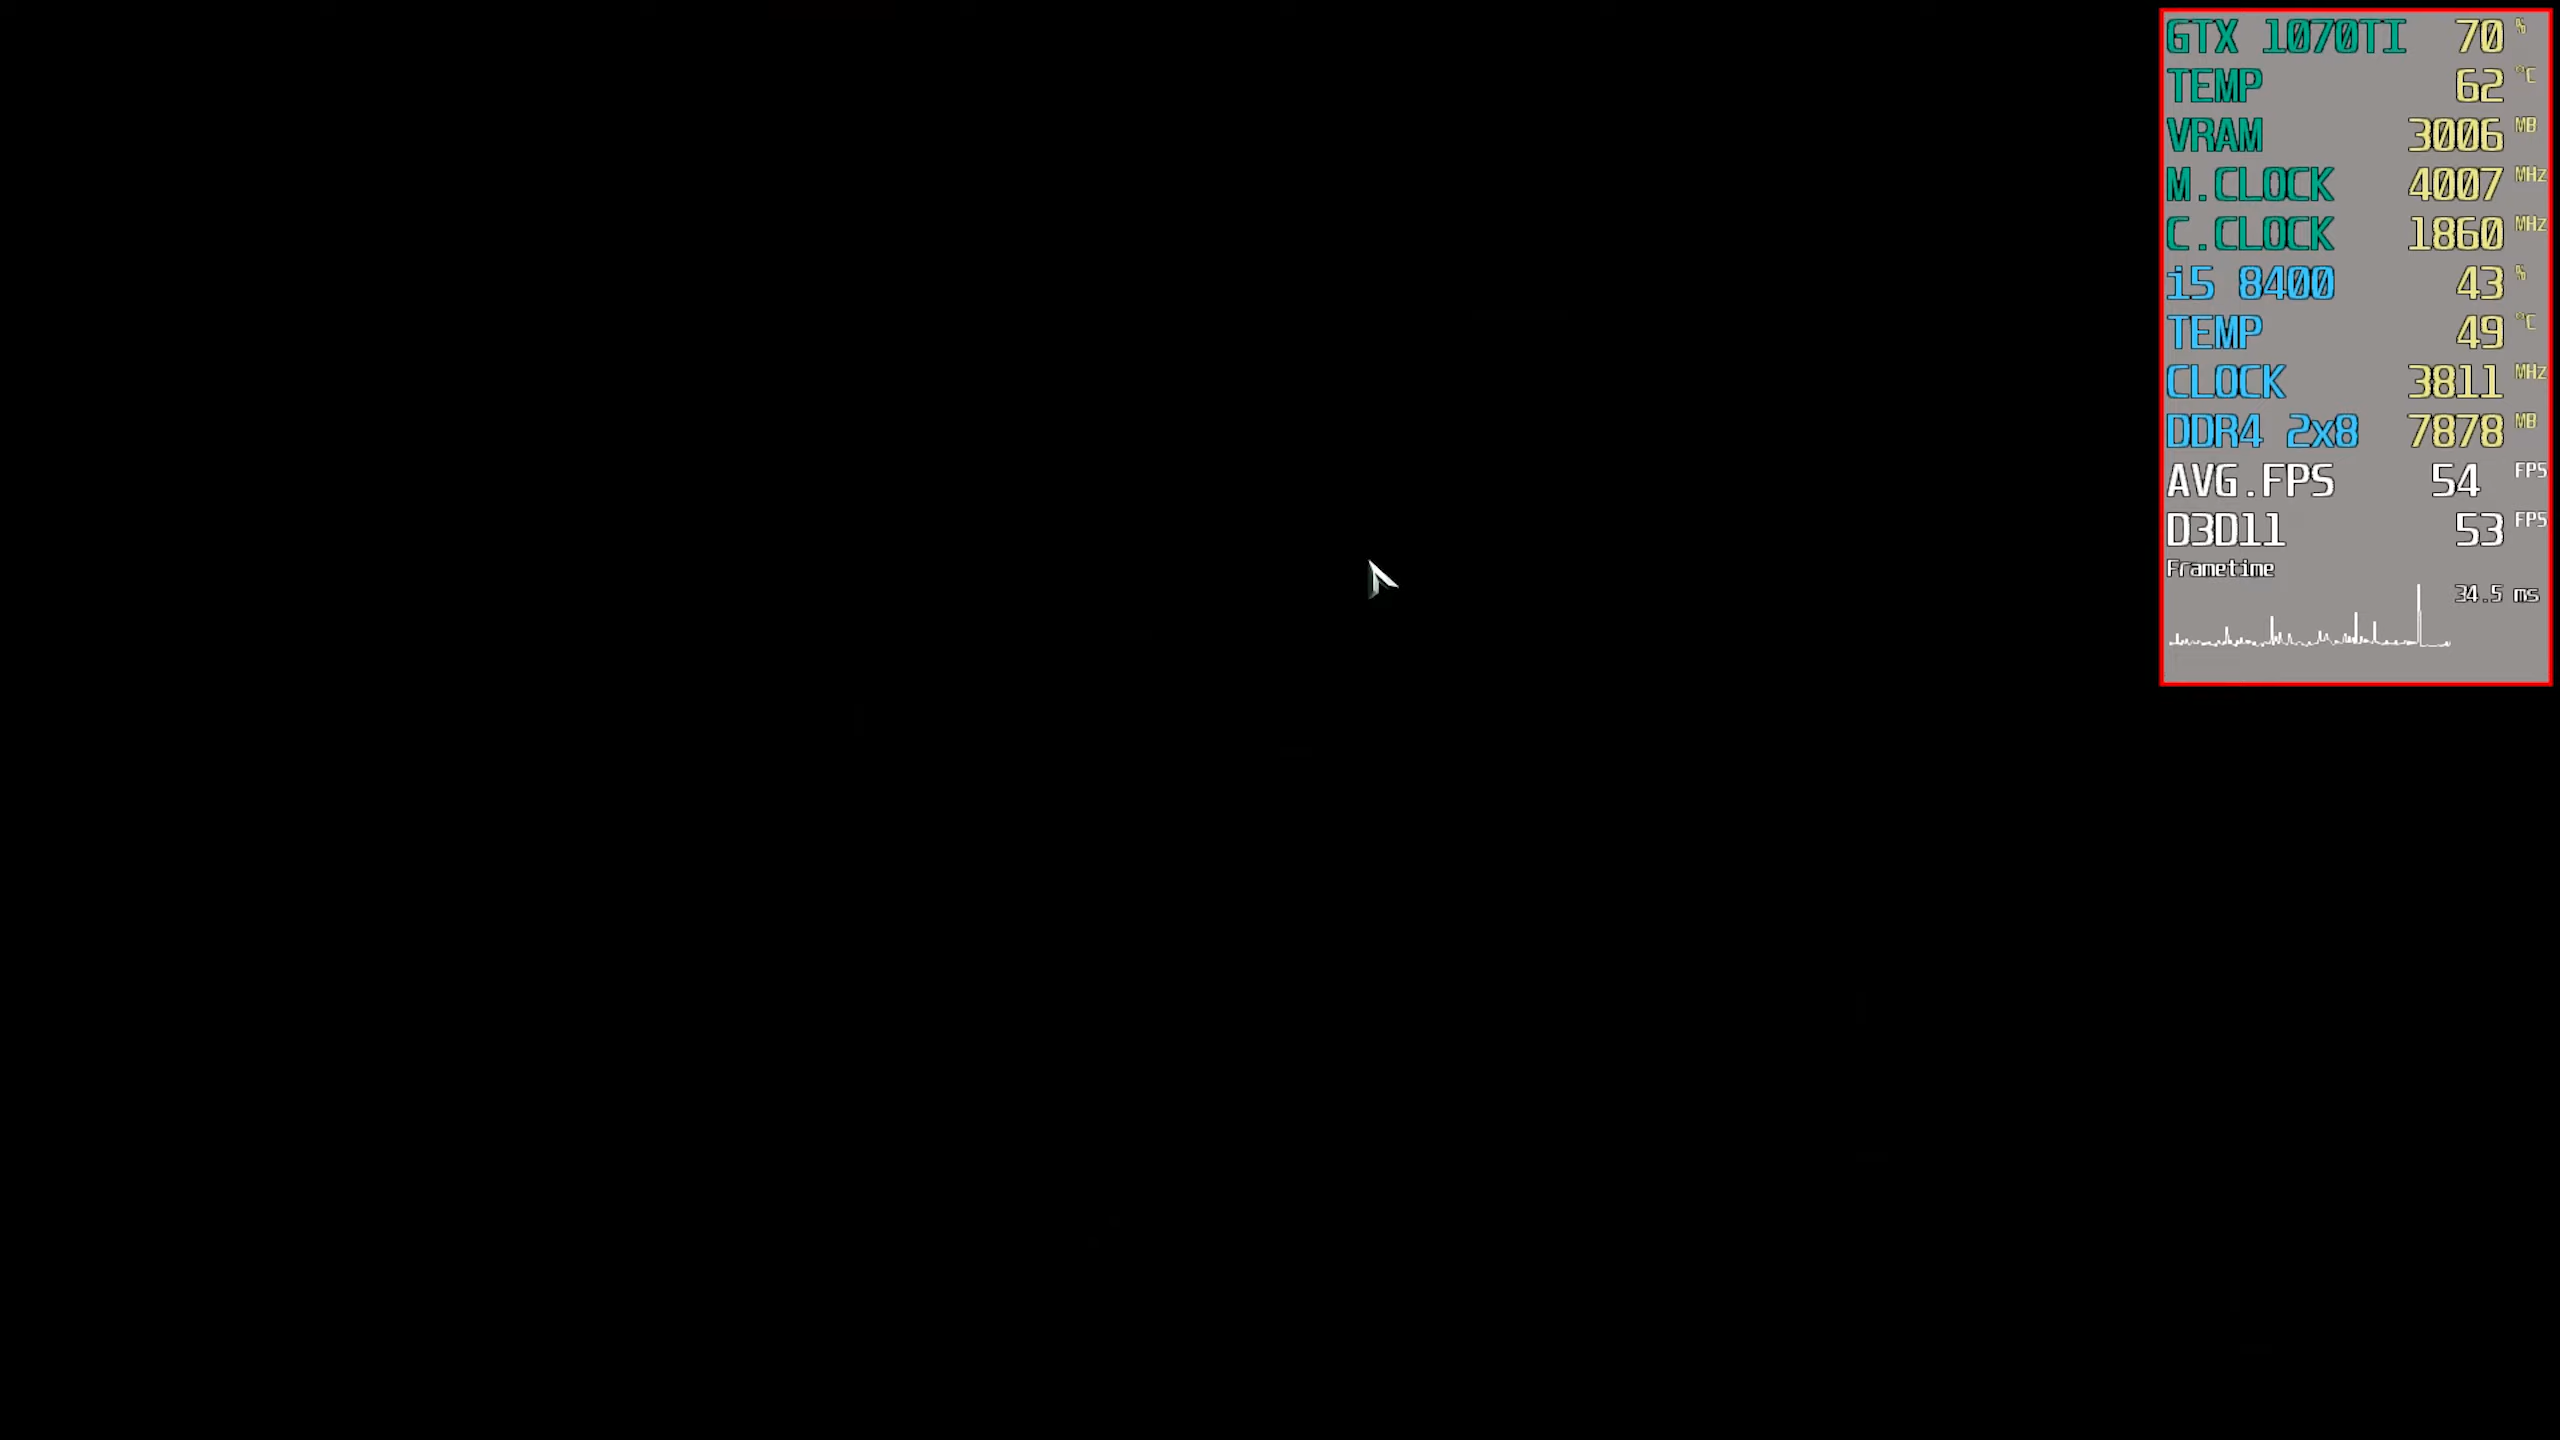 GTX 1070TI 70 %
TEMP 62 °C
VRAM 3006 MB
M.CLOCK 4007 MHz
C.CLOCK 1860 MHz
i5 8400 43 %
TEMP 49 °C
CLOCK 3811 MHz
DDR4 2x8 7878 MB
AVG.FPS 54 FPS
D3D11 53 FPS
Frametime
34.5 ms